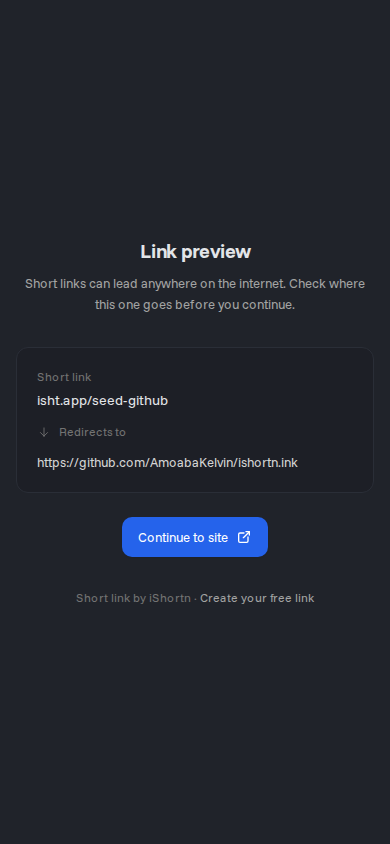 Link preview
Short links can lead anywhere on the internet. Check where
this one goes before you continue.
Short link
isht.app/seed-github
Redirects to
https://github.com/AmoabaKelvin/ishortn.ink
Continue to site
Short link by iShortn · Create your free link